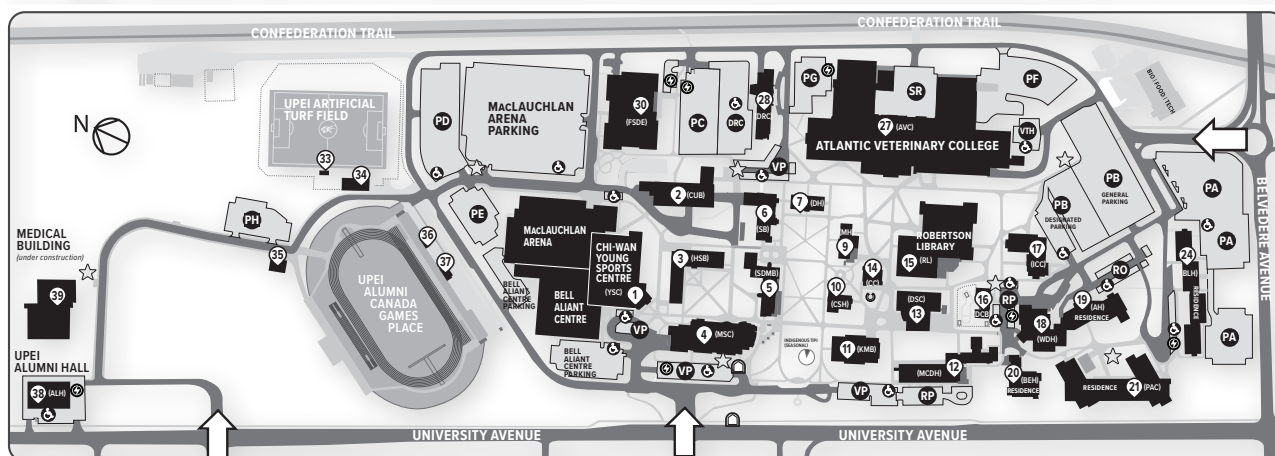 CONFEDERATION TRAIL
CONFEDERATION TRAIL
BIO | FOOD | TECH
N
UPEI ARTIFICIAL
TURF FIELD
33
34
PD
MACLAUCHLAN
ARENA
PARKING
30
(FSDE)
PC
DRC
28
(DRC)
PG
SR
27 (AVC)
ATLANTIC VETERINARY COLLEGE
PF
VTH
VP
PB
GENERAL
PARKING
PB
DESIGNATED
PARKING
PA
PA
PA
BELVEDERE AVENUE
PH
35
36
37
PE
MACLAUCHLAN
ARENA
CHI-WAN
YOUNG
SPORTS
CENTRE
(YSC) 1
BELL
ALIANT
CENTRE
BELL
ALIANT
CENTRE
PARKING
BELL
ALIANT
CENTRE
PARKING
UPEI
ALUMNI
CANADA
GAMES
PLACE
2 (CUB)
3 (HSB)
6
(SB)
7 (DH)
(SDMB)
5
4 (MSC)
VP
VP
(MH)
9
10
(CSH)
14
(CC)
ROBERTSON
LIBRARY
15 (RL)
(DSC)
13
16
DCB
RP
17
(ICC)
RO
19
(AH)
RESIDENCE
18
(WDH)
24
(BLH)
RESIDENCE
INDIGENOUS TIPI
(SEASONAL)
11 (KMB)
(MCDH) 12
20
(BEH)
RESIDENCE
RESIDENCE
21 (PAC)
VP
RP
MEDICAL
BUILDING
(under construction)
39
UPEI
ALUMNI HALL
38 (ALH)
UNIVERSITY AVENUE
UNIVERSITY AVENUE